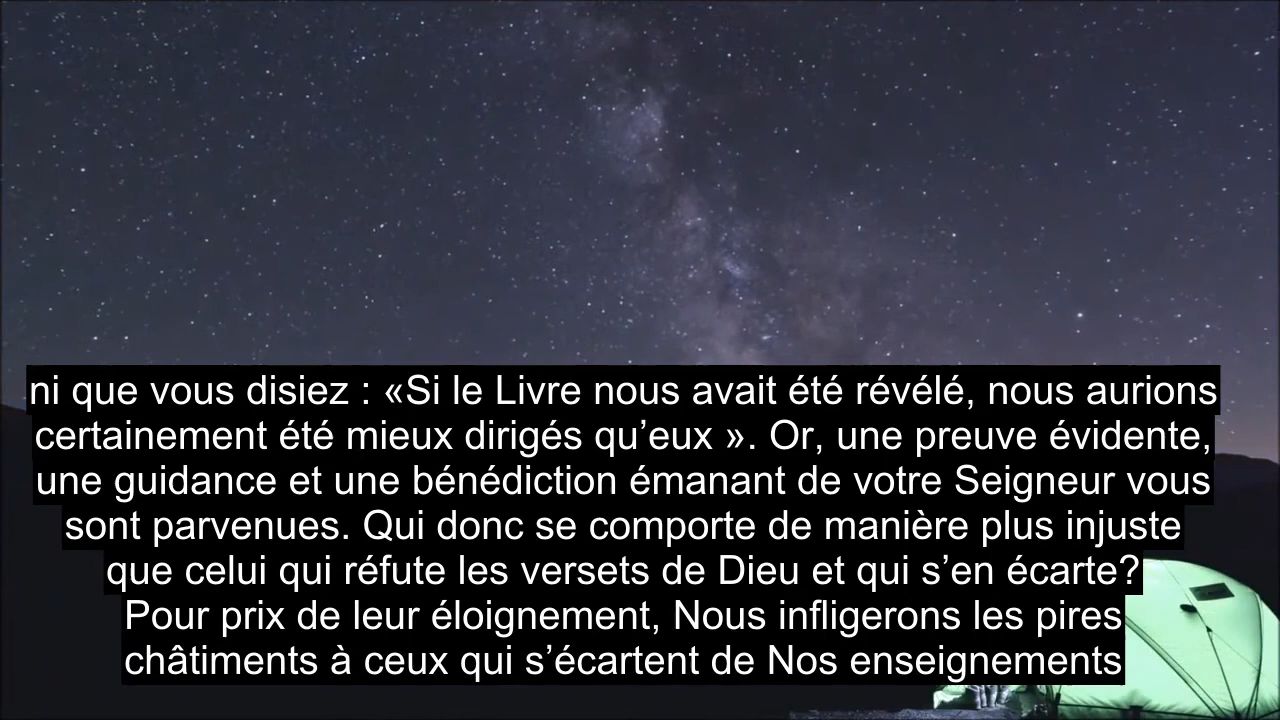 ni que vous disiez : «Si le Livre nous avait été révélé, nous aurions
certainement été mieux dirigés qu’eux ». Or, une preuve évidente,
une guidance et une bénédiction émanant de votre Seigneur vous
sont parvenues. Qui donc se comporte de manière plus injuste
que celui qui réfute les versets de Dieu et qui s’en écarte?
Pour prix de leur éloignement, Nous infligerons les pires
châtiments à ceux qui s’écartent de Nos enseignements